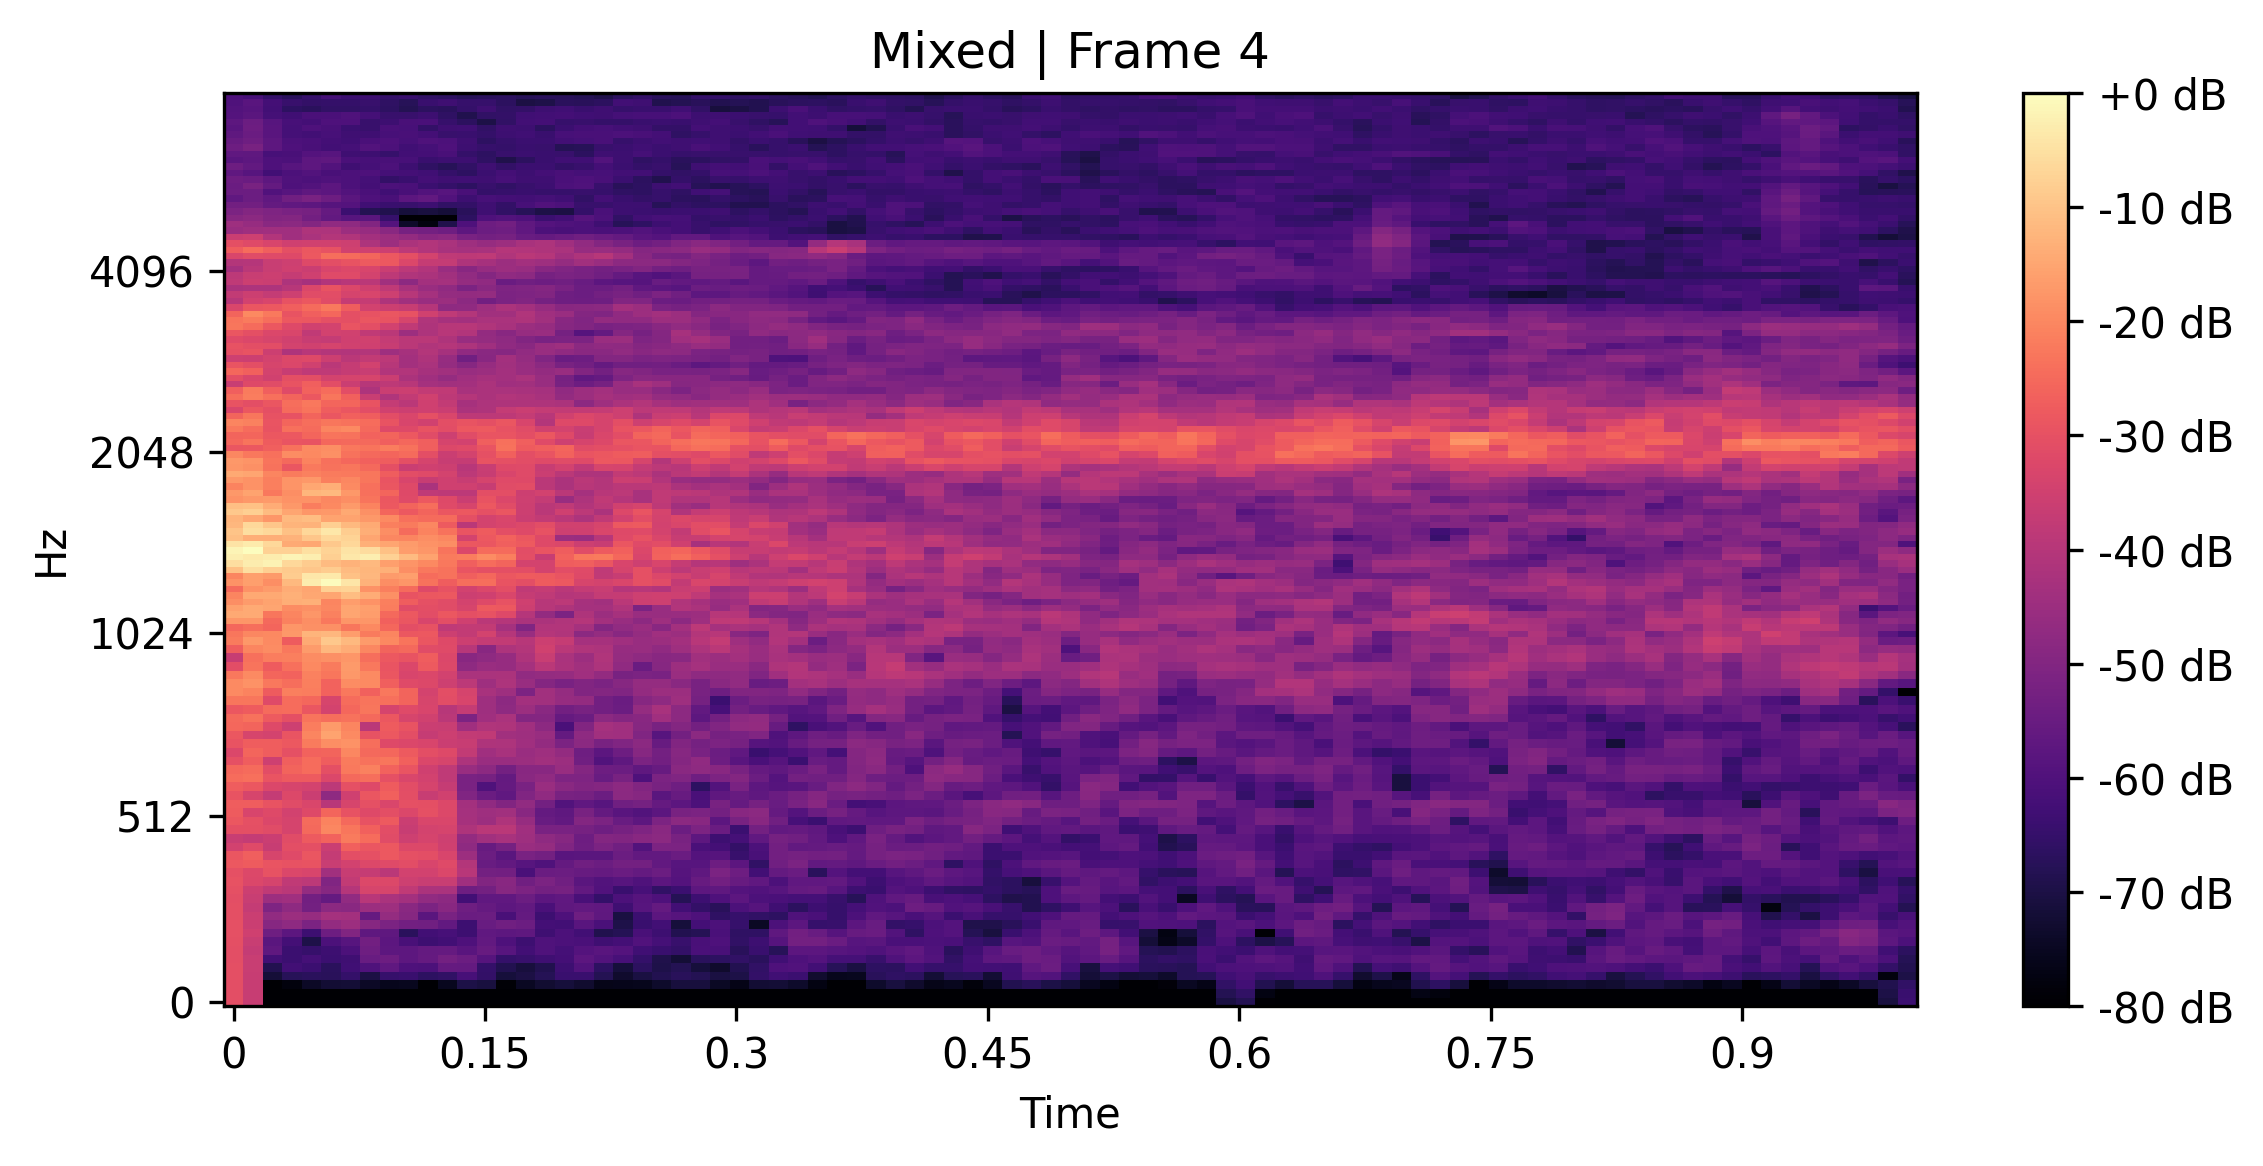 Mixed | Frame 4
Hz
4096
2048
1024
512
0
0 0.15 0.3 0.45 0.6 0.75 0.9
Time
+0 dB
-10 dB
-20 dB
-30 dB
-40 dB
-50 dB
-60 dB
-70 dB
-80 dB